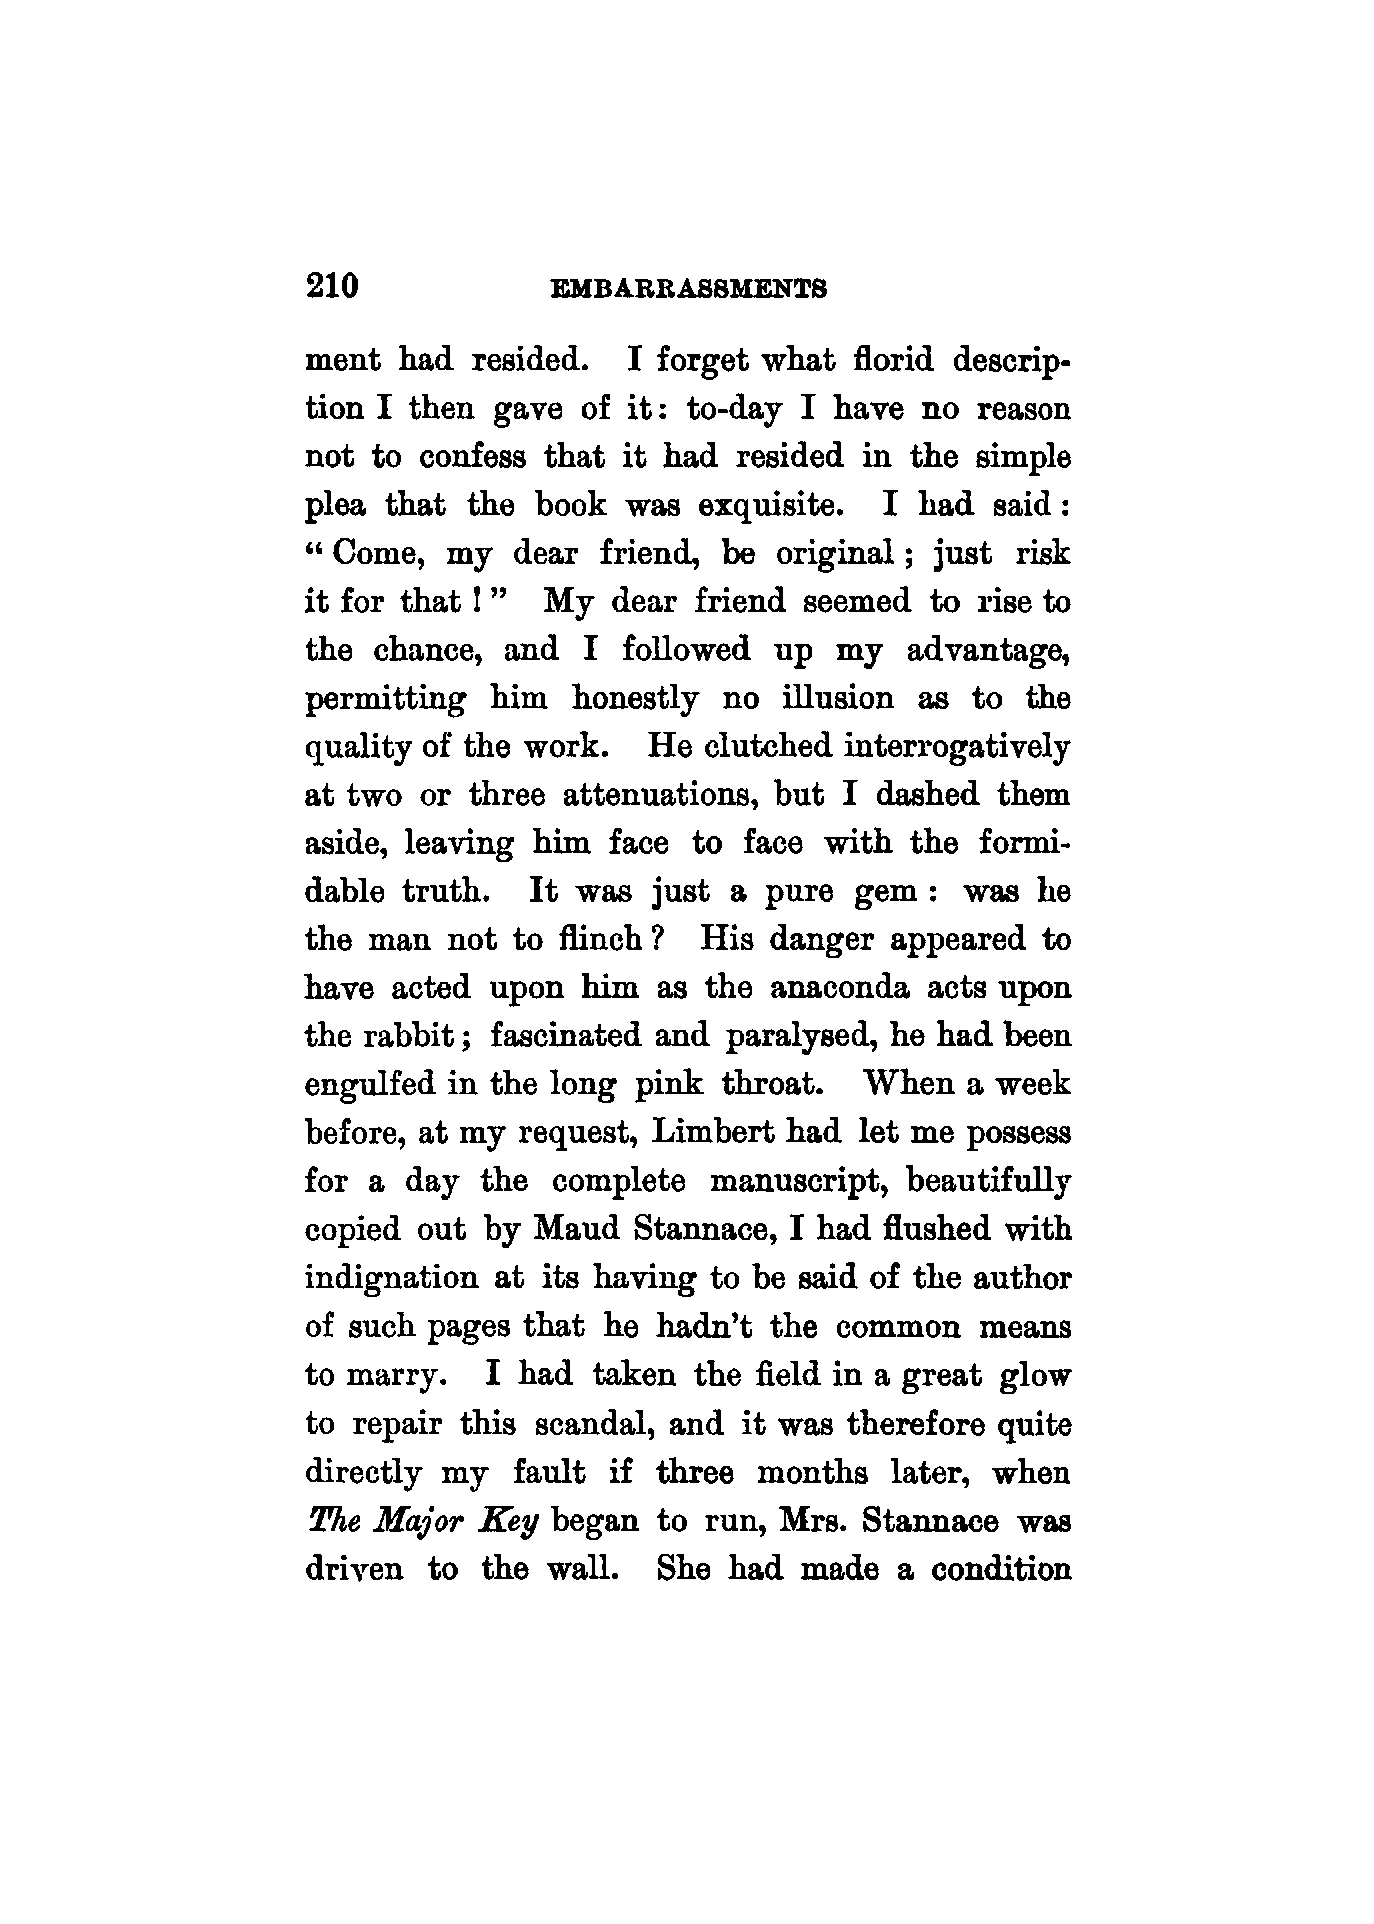 210 EMBARRASSMENTS
ment had resided. I forget what florid descrip-
tion I then gave of it: to-day I have no reason
not to confess that it had resided in the simple
plea that the book was exquisite. I had said:
"Come, my dear friend, be original; just risk
it for that!" My dear friend seemed to rise to
the chance, and I followed up my advantage,
permitting him honestly no illusion as to the
quality of the work. He clutched interrogatively
at two or three attenuations, but I dashed them
aside, leaving him face to face with the formi-
dable truth. It was just a pure gem: was he
the man not to flinch? His danger appeared to
have acted upon him as the anaconda acts upon
the rabbit; fascinated and paralysed, he had been
engulfed in the long pink throat. When a week
before, at my request, Limbert had let me possess
for a day the complete manuscript, beautifully
copied out by Maud Stannace, I had flushed with
indignation at its having to be said of the author
of such pages that he hadn't the common means
to marry. I had taken the field in a great glow
to repair this scandal, and it was therefore quite
directly my fault if three months later, when
The Major Key began to run, Mrs. Stannace was
driven to the wall. She had made a condition